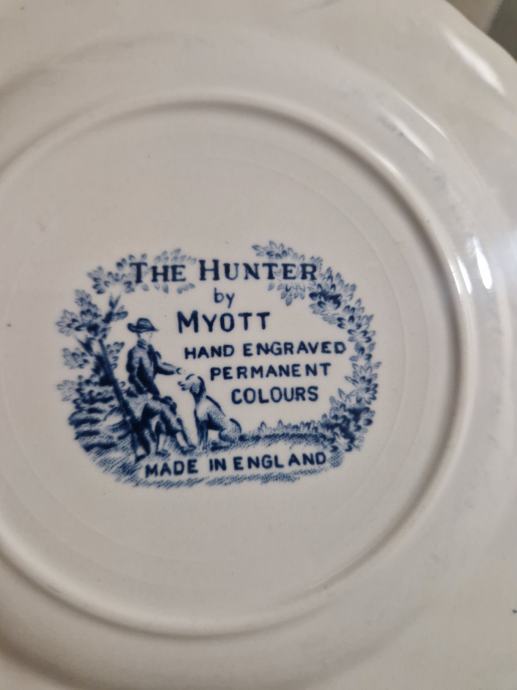 THE HUNTER
by
MYOTT
HAND ENGRAVED
PERMANENT
COLOURS
MADE IN ENGLAND